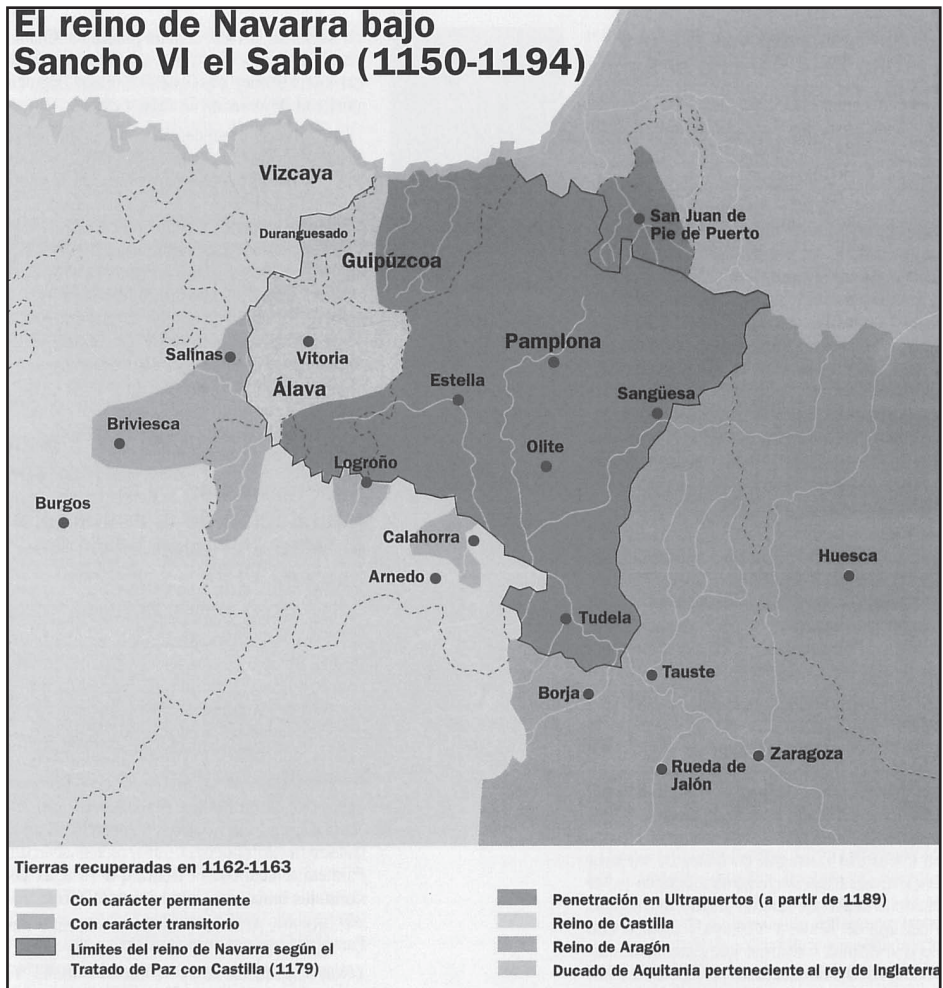 El reino de Navarra bajo
Sancho VI el Sabio (1150-1194)
Vizcaya
Duranguesado
Guipúzcoa
San Juan de
Pie de Puerto
Salinas
Vitoria
Álava
Pamplona
Estella
Sangüesa
Briviesca
Olite
Logroño
Burgos
Calahorra
Arnedo
Huesca
Tudela
Tauste
Borja
Zaragoza
Rueda de
Jalón
Tierras recuperadas en 1162-1163
Con carácter permanente
Con carácter transitorio
Límites del reino de Navarra según el
Tratado de Paz con Castilla (1179)
Penetración en Ultrapuertos (a partir de 1189)
Reino de Castilla
Reino de Aragón
Ducado de Aquitania perteneciente al rey de Inglaterra